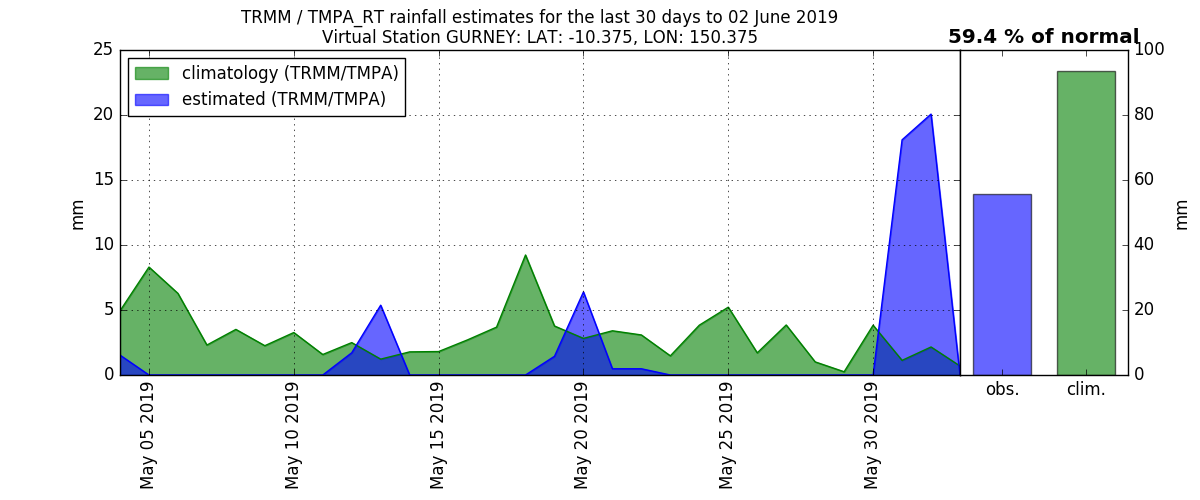 TRMM / TMPA_RT rainfall estimates for the last 30 days to 02 June 2019
Virtual Station GURNEY: LAT: -10.375, LON: 150.375
59.4 % of normal
climatology (TRMM/TMPA)
estimated (TRMM/TMPA)
25
20
15
10
5
0
mm
May 05 2019
May 10 2019
May 15 2019
May 20 2019
May 25 2019
May 30 2019
obs.
clim.
100
80
60
40
20
0
mm